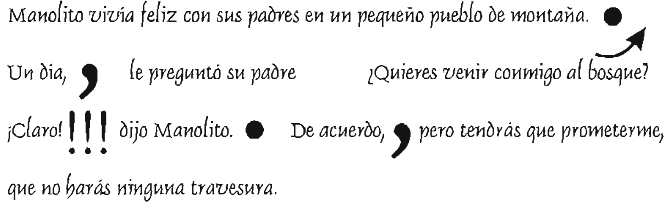 Manolito vivía feliz con sus padres en un pequeño pueblo de montaña. ●
Un dia, , le preguntó su padre ¿Quieres venir conmigo al bosque?
¡Claro! !!! dijo Manolito. ● De acuerdo, , pero tendrás que prometerme,
que no harás ninguna travesura.